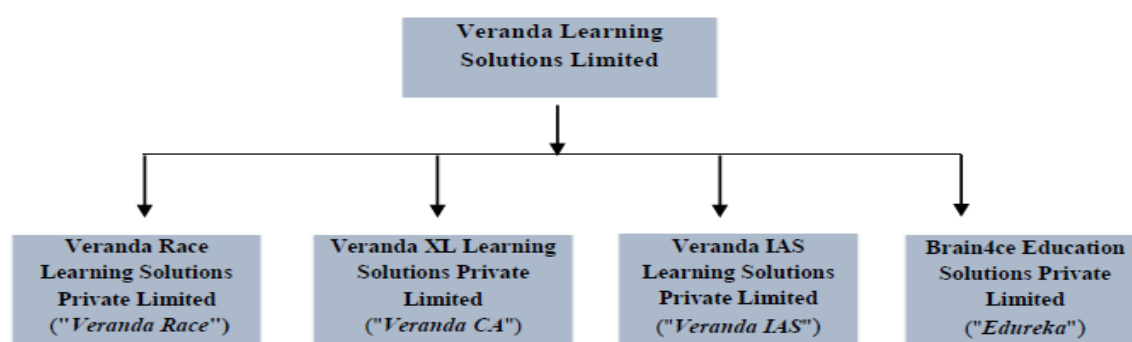 Veranda Learning
Solutions Limited
Veranda Race
Learning Solutions
Private Limited
("Veranda Race")
Veranda XL Learning
Solutions Private
Limited
("Veranda CA")
Veranda IAS
Learning Solutions
Private Limited
("Veranda IAS")
Brain4ce Education
Solutions Private
Limited
("Edureka")